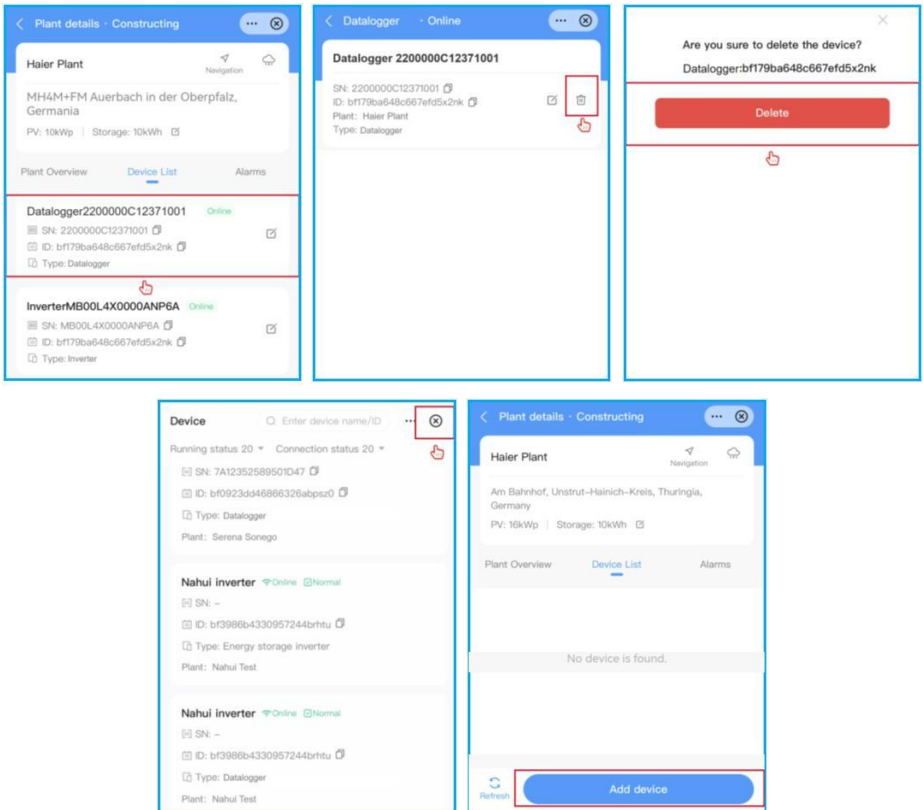 Plant details · Constructing
Haier Plant
Navigation
MH4M+FM Auerbach in der Oberpfalz,
Germania
PV: 10kWp | Storage: 10kWh
Plant Overview Device List Alarms
Datalogger2200000C12371001 Online
SN: 2200000C12371001
ID: bf179ba648c667efd5x2nk
Type: Datalogger
InverterMB00L4X0000ANP6A Online
SN: MB00L4X0000ANP6A
ID: bf179ba648c667efd5x2nk
Type: Inverter
Datalogger · Online
Datalogger 2200000C12371001
SN: 2200000C12371001
ID: bf179ba648c667efd5x2nk
Plant: Haier Plant
Type: Datalogger
Are you sure to delete the device?
Datalogger:bf179ba648c667efd5x2nk
Delete
Device Enter device name/ID
Running status 20 Connection status 20
SN: 7A12352589501D47
ID: bf0923dd46866326abpsz0
Type: Datalogger
Plant: Serena Sonego
Nahui inverter Online Normal
SN: –
ID: bf3986b4330957244brhtu
Type: Energy storage inverter
Plant: Nahui Test
Nahui inverter Online Normal
SN: –
ID: bf3986b4330957244brhtu
Type: Datalogger
Plant: Nahui Test
Plant details · Constructing
Haier Plant
Navigation
Am Bahnhof, Unstrut-Hainich-Kreis, Thuringia,
Germany
PV: 16kWp | Storage: 10kWh
Plant Overview Device List Alarms
No device is found.
Refresh
Add device